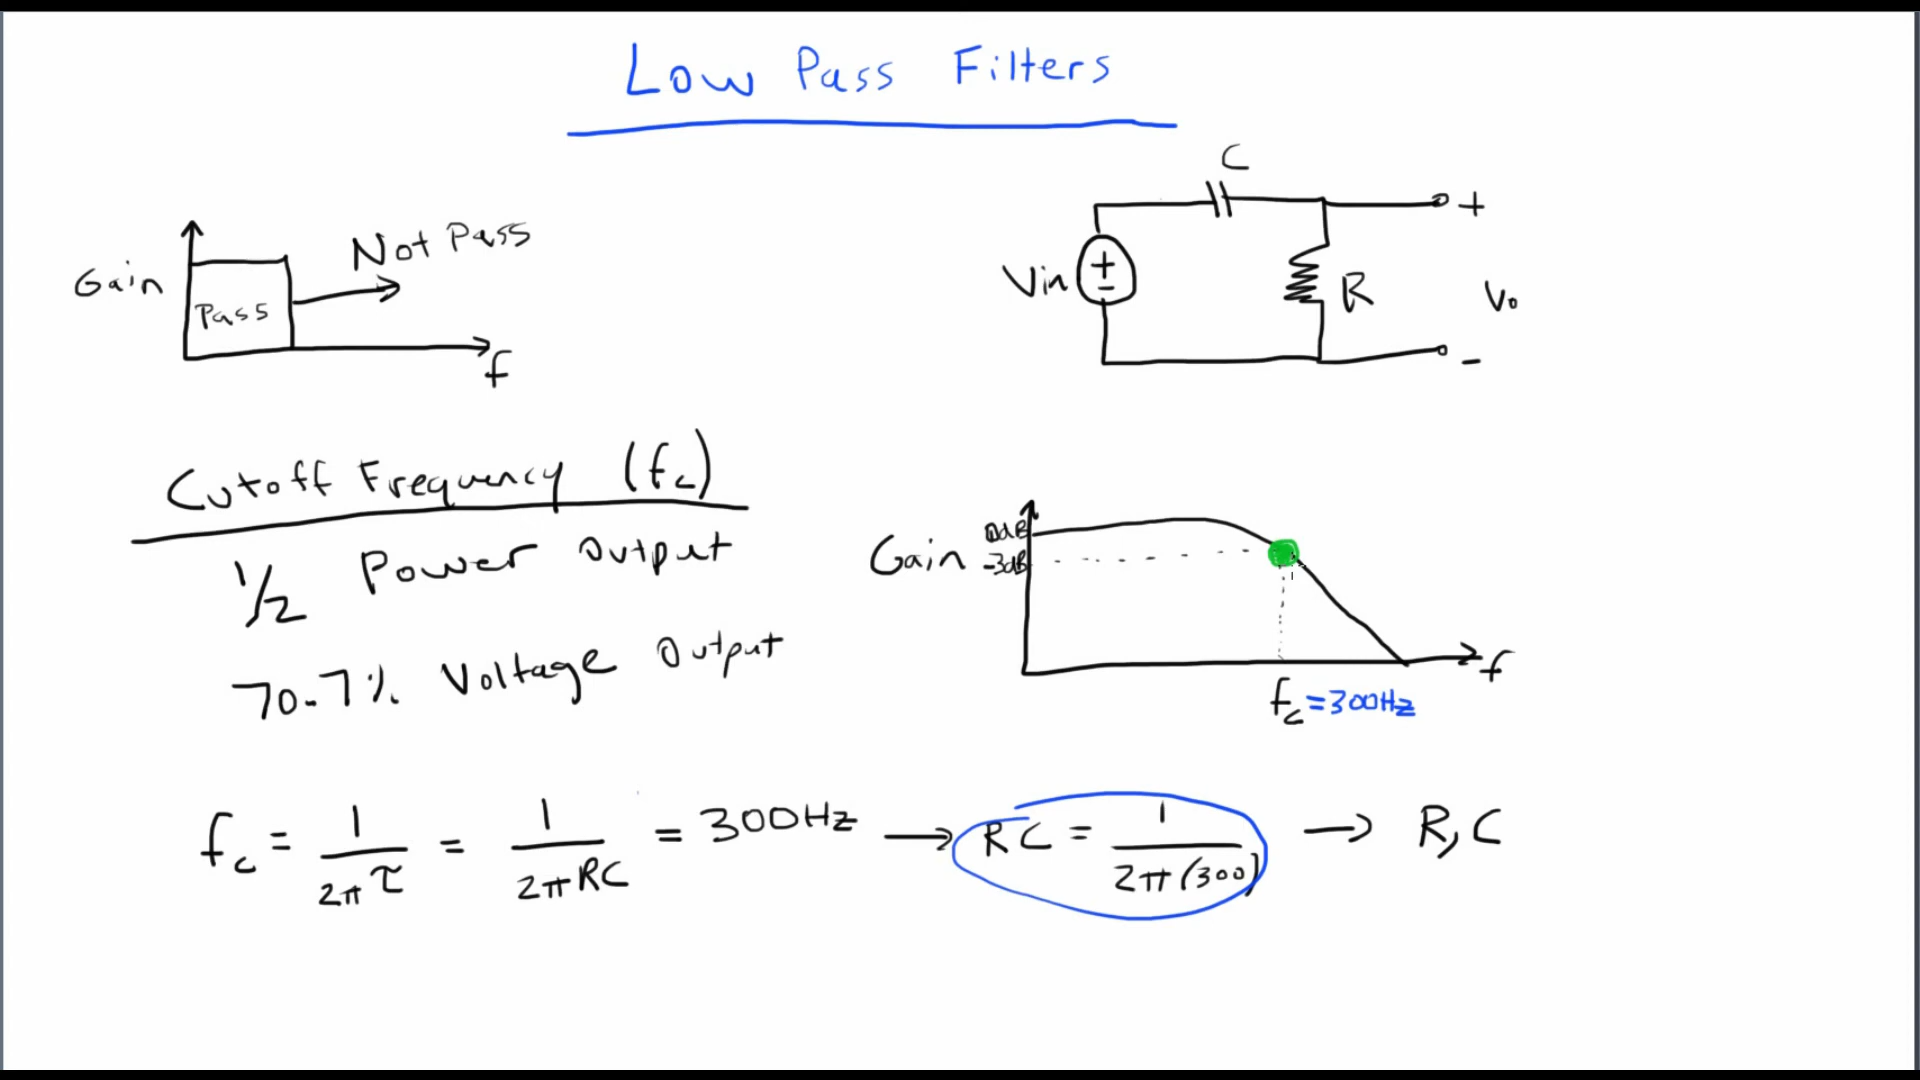 Low Pass Filters
C
Not Pass
+
Gain
Pass
Vin
+
-
R
Vo
f
-
Cutoff Frequency (fc)
1/2 Power Output
70.7% Voltage Output
Gain
0dB
-3dB
f
fc =300Hz
fc = 1/2πτ = 1/2πRC = 300Hz → RC = 1/2π(300) → R,C